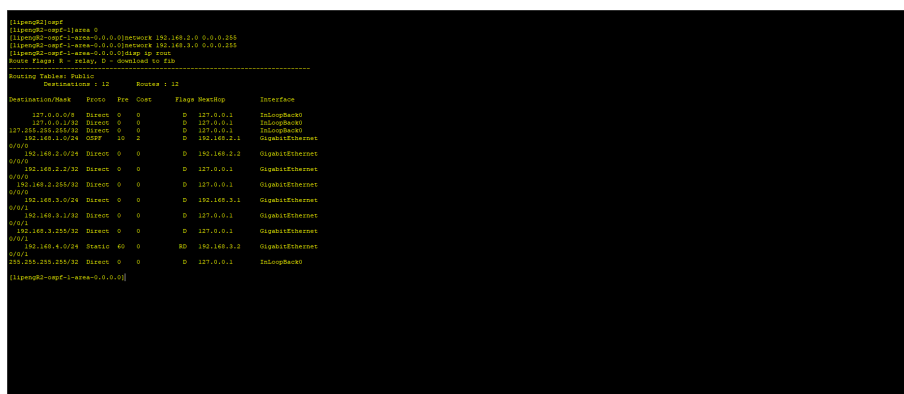 [lipengR2]ospf
[lipengR2-ospf-1]area 0
[lipengR2-ospf-1-area-0.0.0.0]network 192.168.2.0 0.0.0.255
[lipengR2-ospf-1-area-0.0.0.0]network 192.168.3.0 0.0.0.255
[lipengR2-ospf-1-area-0.0.0.0]disp ip rout
Route Flags: R - relay, D - download to fib
------------------------------------------------------------------------------
Routing Tables: Public
Destinations : 12 Routes : 12
Destination/Mask Proto Pre Cost Flags NextHop Interface
127.0.0.0/8 Direct 0 0 D 127.0.0.1 InLoopBack0
127.0.0.1/32 Direct 0 0 D 127.0.0.1 InLoopBack0
127.255.255.255/32 Direct 0 0 D 127.0.0.1 InLoopBack0
192.168.1.0/24 OSPF 10 2 D 192.168.2.1 GigabitEthernet
0/0/0
192.168.2.0/24 Direct 0 0 D 192.168.2.2 GigabitEthernet
0/0/0
192.168.2.2/32 Direct 0 0 D 127.0.0.1 GigabitEthernet
0/0/0
192.168.2.255/32 Direct 0 0 D 127.0.0.1 GigabitEthernet
0/0/0
192.168.3.0/24 Direct 0 0 D 192.168.3.1 GigabitEthernet
0/0/1
192.168.3.1/32 Direct 0 0 D 127.0.0.1 GigabitEthernet
0/0/1
192.168.3.255/32 Direct 0 0 D 127.0.0.1 GigabitEthernet
0/0/1
192.168.4.0/24 Static 60 0 RD 192.168.3.2 GigabitEthernet
0/0/1
255.255.255.255/32 Direct 0 0 D 127.0.0.1 InLoopBack0
[lipengR2-ospf-1-area-0.0.0.0]